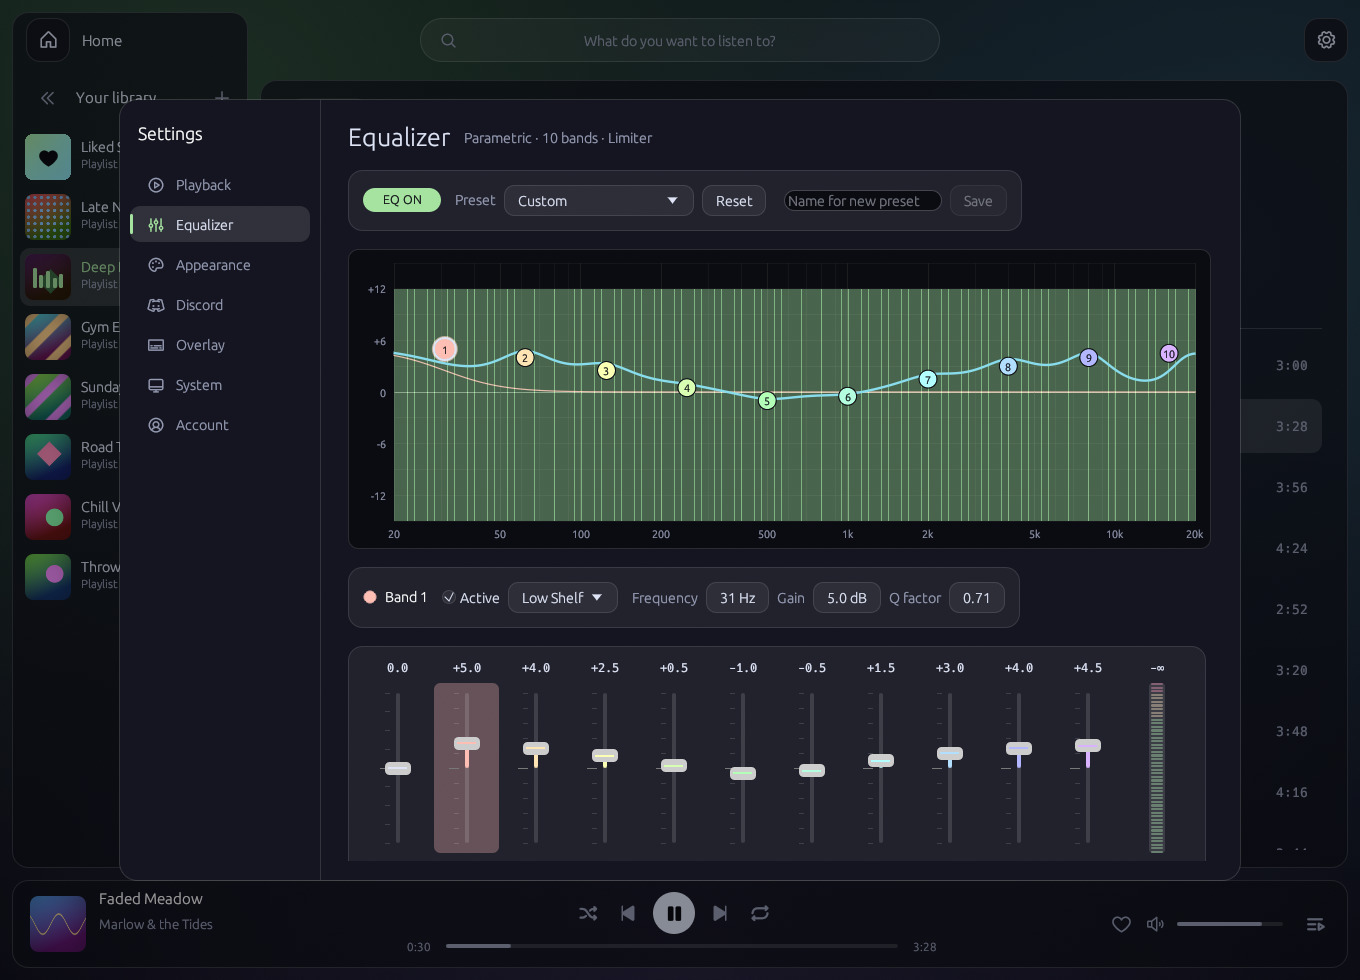 Home
What do you want to listen to?
Your library
Liked S
Playlist
Late N
Playlist
Deep
Playlist
Gym E
Playlist
Sunda
Playlist
Road T
Playlist
Chill V
Playlist
Throw
Playlist
Settings
Playback
Equalizer
Appearance
Discord
Overlay
System
Account
Equalizer Parametric · 10 bands · Limiter
EQ ON Preset Custom Reset Name for new preset Save
+12
+6
0
-6
-12
1 2 3 4 5 6 7 8 9 10
20 50 100 200 500 1k 2k 5k 10k 20k
Band 1 Active Low Shelf Frequency 31 Hz Gain 5.0 dB Q factor 0.71
0.0 +5.0 +4.0 +2.5 +0.5 -1.0 -0.5 +1.5 +3.0 +4.0 +4.5 -∞
3:00
3:28
3:56
4:24
2:52
3:20
3:48
4:16
Faded Meadow
Marlow & the Tides
0:30 3:28